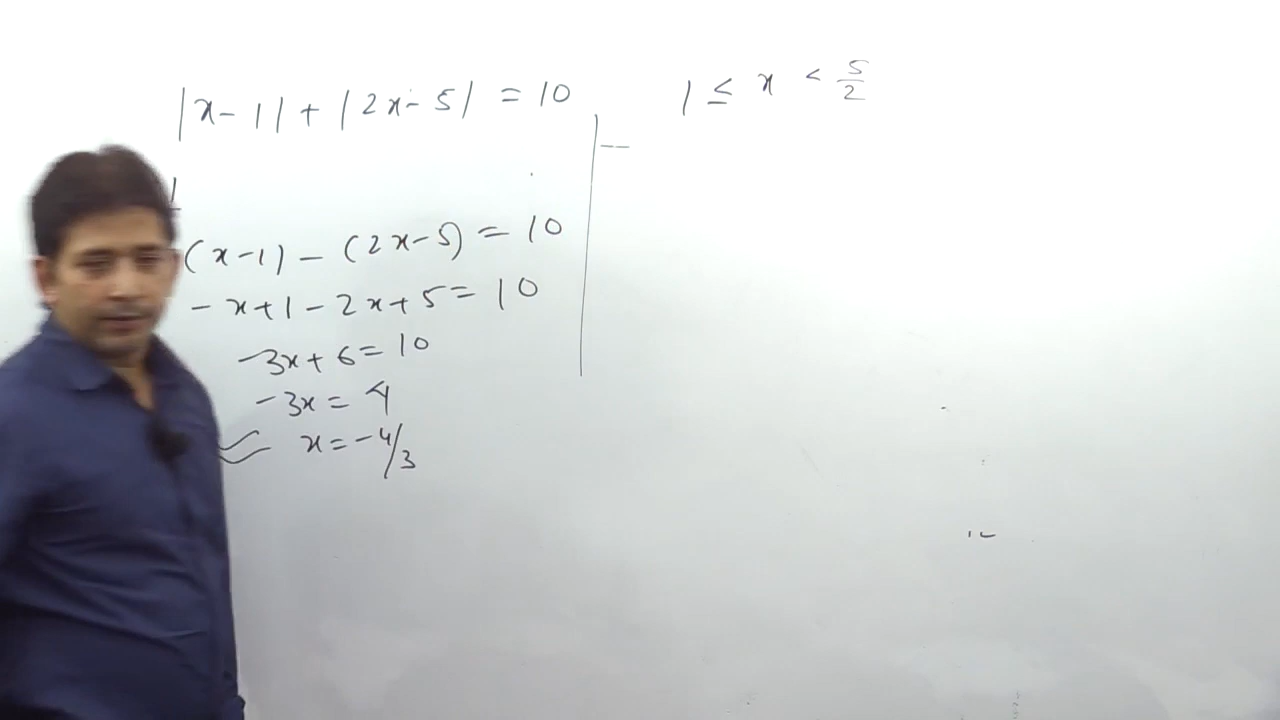 |x-1| + |2x-5| = 10
(x-1) - (2x-5) = 10
-x+1-2x+5 = 10
-3x+6 = 10
-3x = 4
x = -4/3
1 ≤ x < 5/2